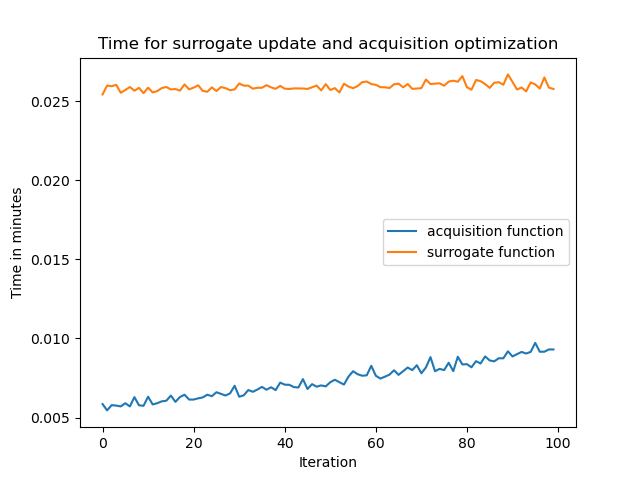 Time for surrogate update and acquisition optimization
Time in minutes
0.025
0.020
0.015
0.010
0.005
acquisition function
surrogate function
0 20 40 60 80 100
Iteration